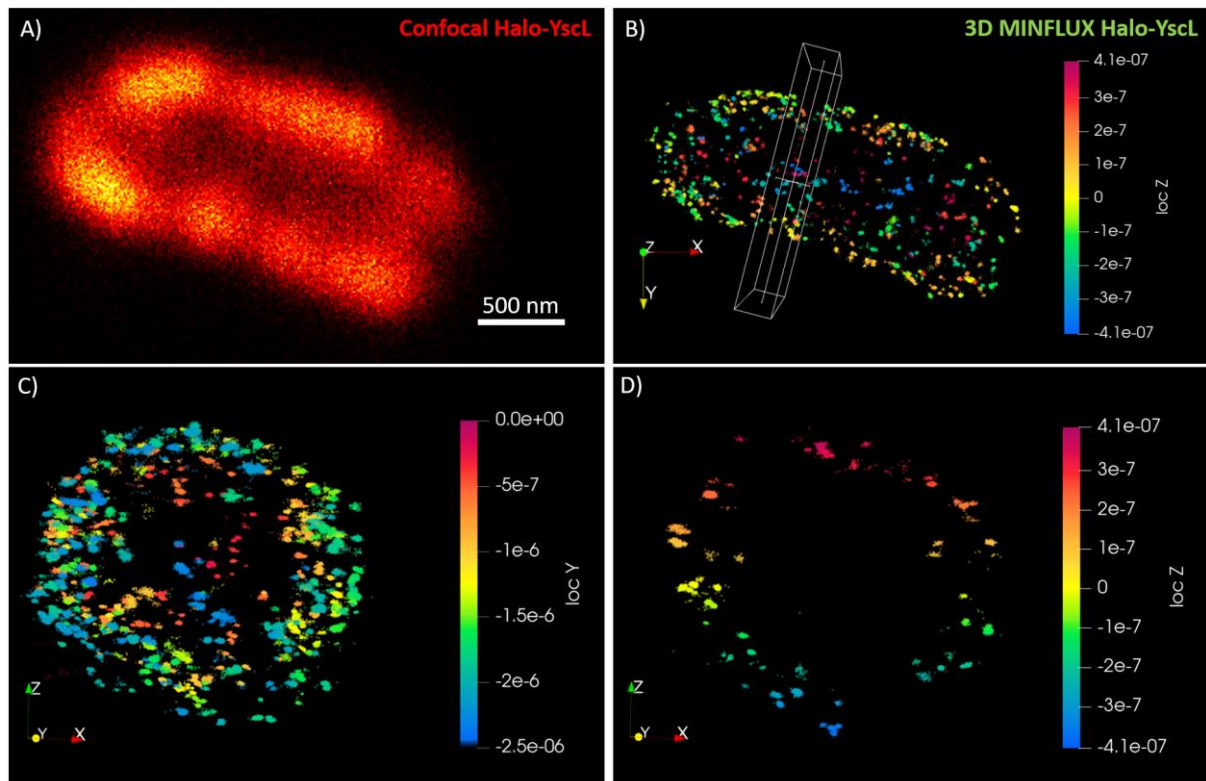 A)
Confocal Halo-YscL
500 nm
B)
3D MINFLUX Halo-YscL
4.1e-07
3e-7
2e-7
1e-7
0
-1e-7
-2e-7
-3e-7
-4.1e-07
loc Z
Z
X
Y
C)
0.0e+00
-5e-7
-1e-6
-1.5e-6
-2e-6
-2.5e-06
loc Y
Z
Y
X
D)
4.1e-07
3e-7
2e-7
1e-7
0
-1e-7
-2e-7
-3e-7
-4.1e-07
loc Z
Z
Y
X